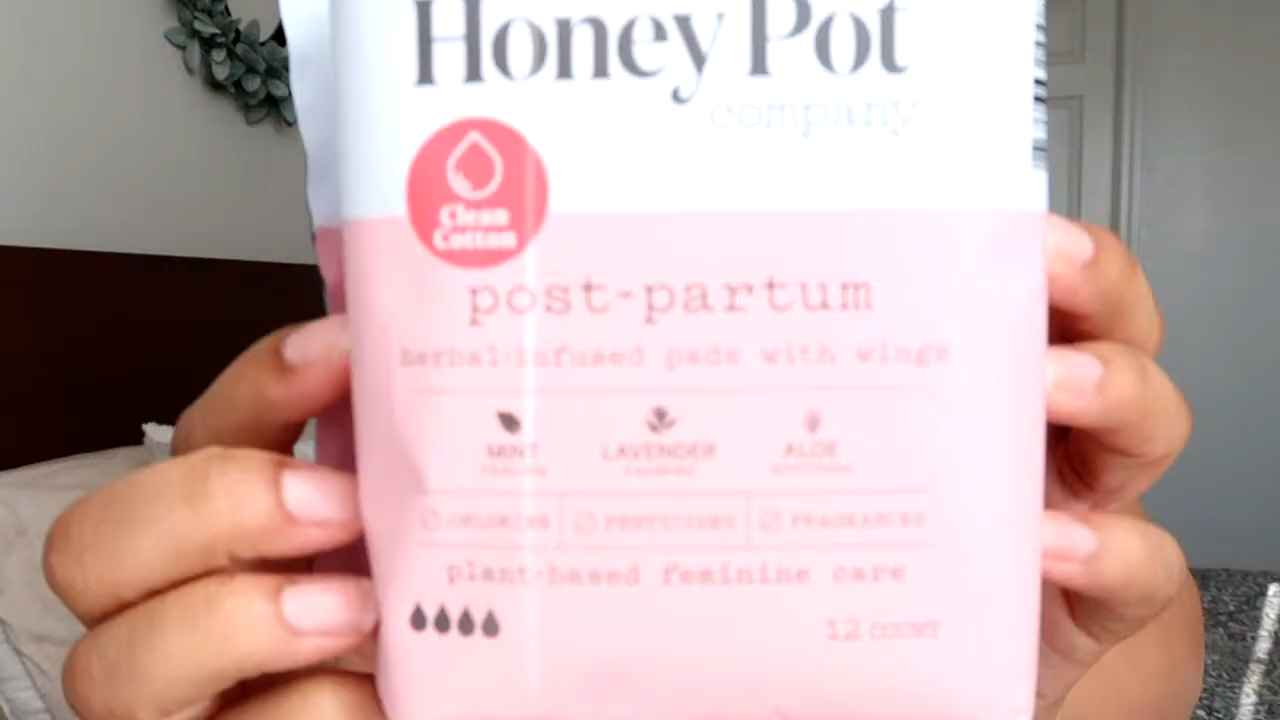 Honey Pot
company
Clean
Cotton
post-partum
herbal-infused pads with wings
MINT LAVENDER ALOE
CHLORINE PESTICIDES FRAGRANCES
plant-based feminine care
12 COUNT